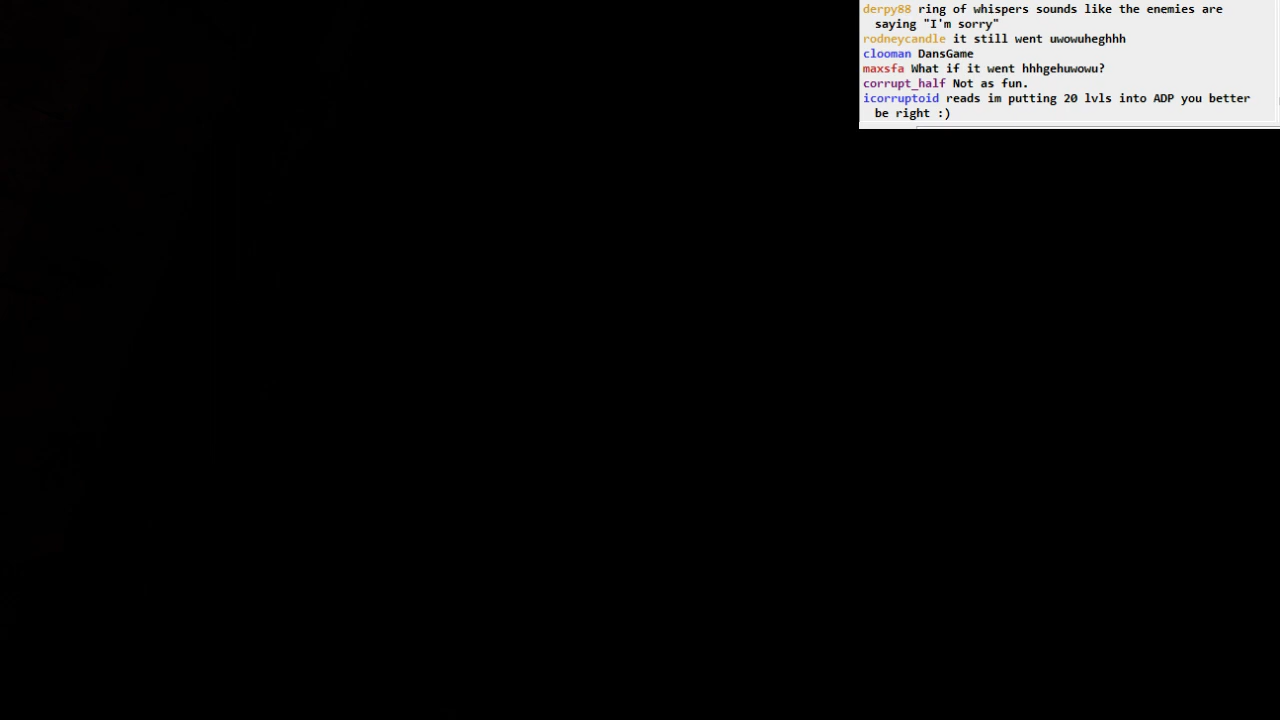 derpy88 ring of whispers sounds like the enemies are
saying "I'm sorry"
rodneycandle it still went uwowuheghhh
clooman DansGame
maxsfa What if it went hhhgehuwowu?
corrupt_half Not as fun.
icorruptoid reads im putting 20 lvls into ADP you better
be right :)